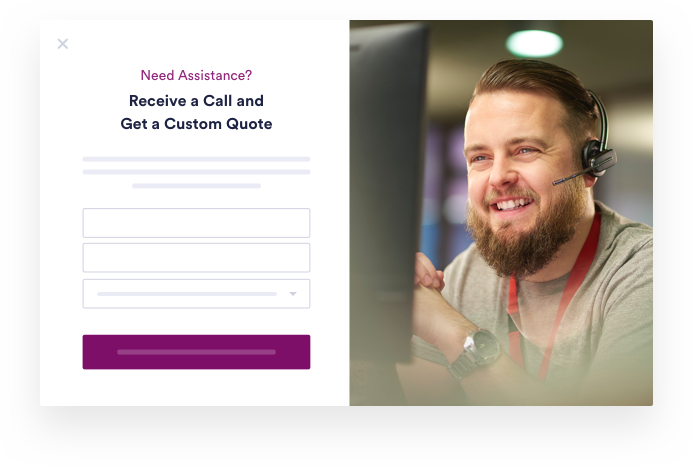 Need Assistance?
Receive a Call and
Get a Custom Quote